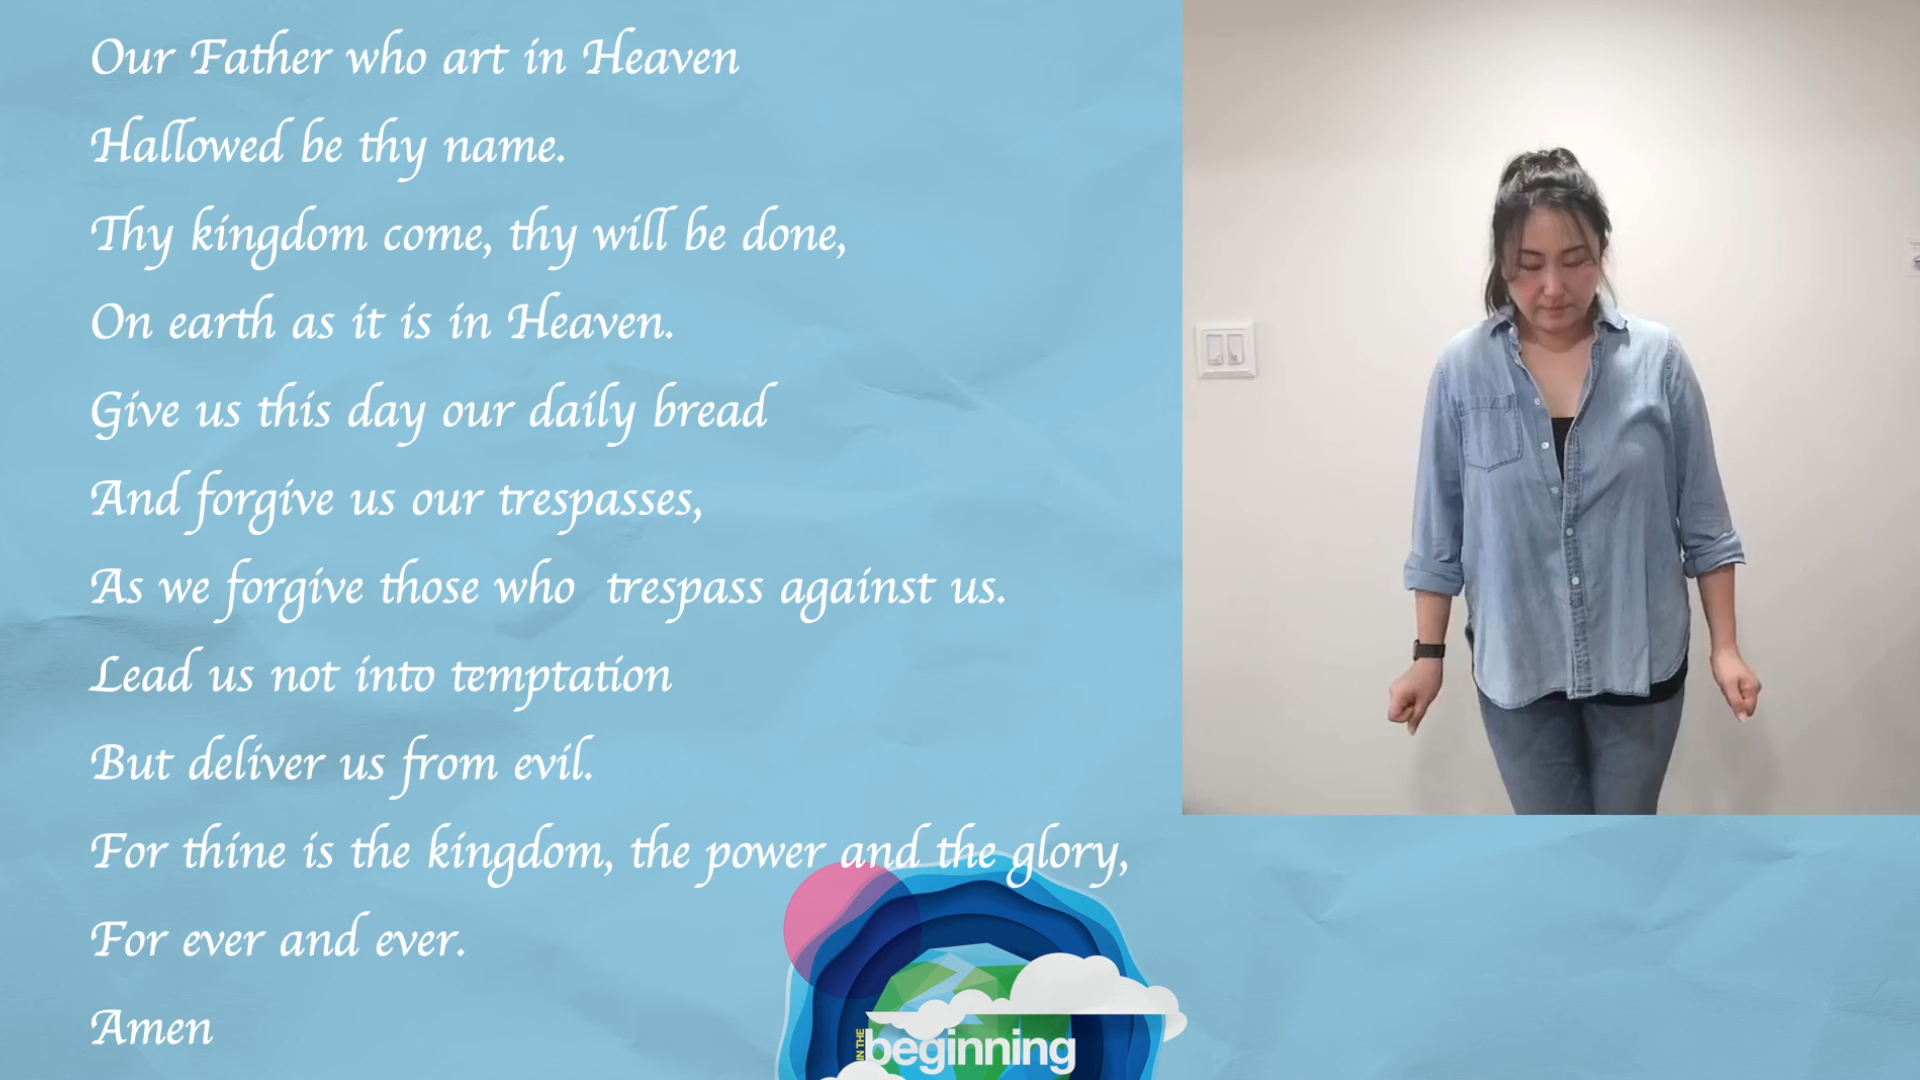 Our Father who art in Heaven
Hallowed be thy name.
Thy kingdom come, thy will be done,
On earth as it is in Heaven.
Give us this day our daily bread
And forgive us our trespasses,
As we forgive those who  trespass against us.
Lead us not into temptation
But deliver us from evil.
For thine is the kingdom, the power and the glory,
For ever and ever.
Amen
IN THE
beginning